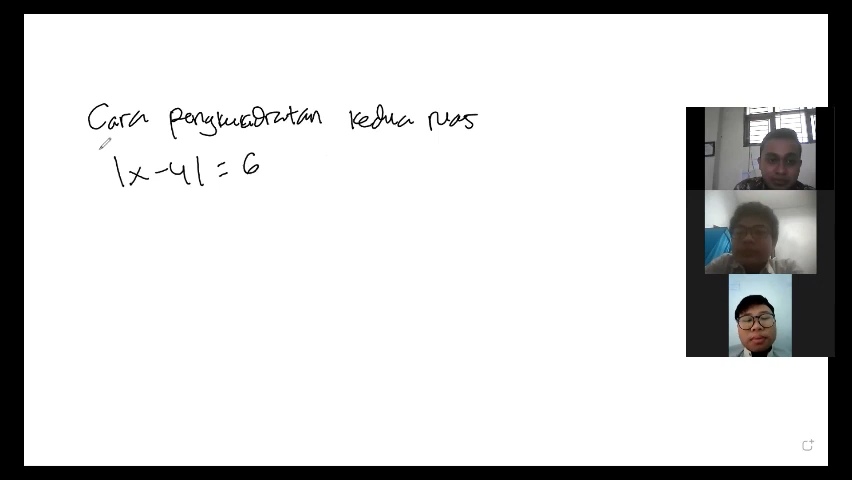 Cara pengkuadratan kedua ruas
|x-4| = 6